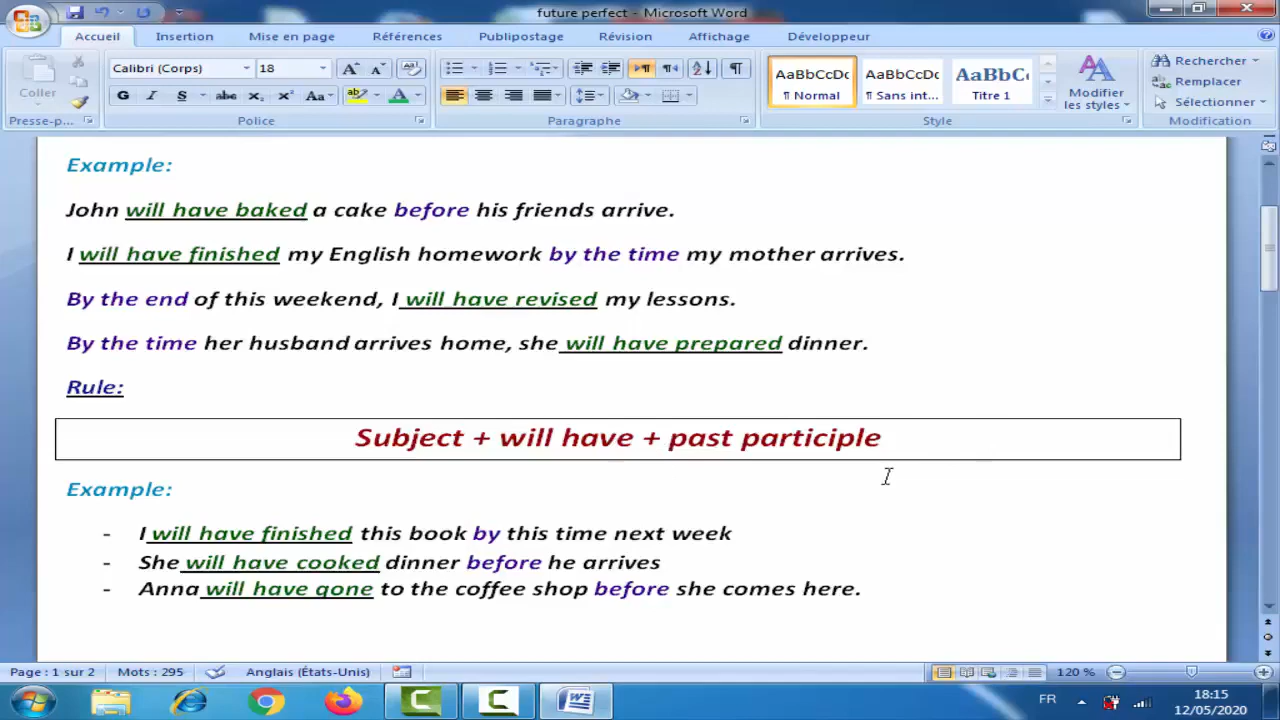 future perfect - Microsoft Word
Accueil Insertion Mise en page Références Publipostage Révision Affichage Développeur
Coller
Presse-p...
Calibri (Corps) 18
Police
Paragraphe
AaBbCcDc AaBbCcDc AaBbC
¶ Normal ¶ Sans int... Titre 1
Modifier les styles
Style
Rechercher
Remplacer
Sélectionner
Modification
Example:
John will have baked a cake before his friends arrive.
I will have finished my English homework by the time my mother arrives.
By the end of this weekend, I will have revised my lessons.
By the time her husband arrives home, she will have prepared dinner.
Rule:
Subject + will have + past participle
Example:
- I will have finished this book by this time next week
- She will have cooked dinner before he arrives
- Anna will have gone to the coffee shop before she comes here.
Page : 1 sur 2 Mots : 295 Anglais (États-Unis) 120 %
FR 18:15
12/05/2020